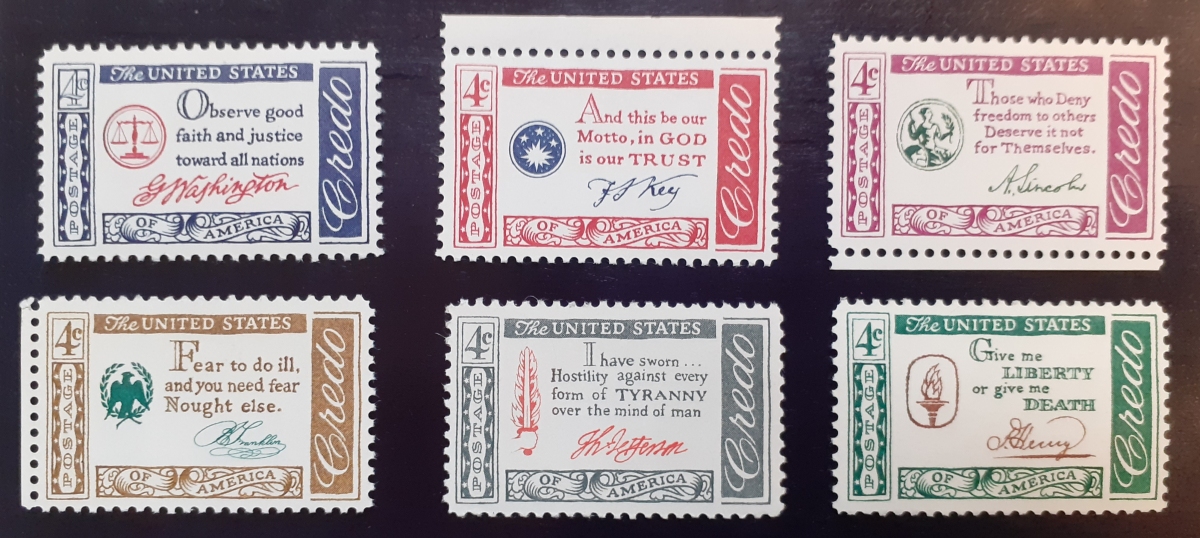 4c
The UNITED STATES
POSTAGE
Observe good
faith and justice
toward all nations
G Washington
Credo
OF AMERICA
4c
The UNITED STATES
POSTAGE
And this be our
Motto, in GOD
is our TRUST
F S Key
Credo
OF AMERICA
4c
The UNITED STATES
POSTAGE
Those who Deny
freedom to others
Deserve it not
for Themselves.
A. Lincoln
Credo
OF AMERICA
4c
The UNITED STATES
POSTAGE
Fear to do ill,
and you need fear
Nought else.
B Franklin
Credo
OF AMERICA
4c
The UNITED STATES
POSTAGE
I have sworn...
Hostility against every
form of TYRANNY
over the mind of man
Th Jefferson
Credo
OF AMERICA
4c
The UNITED STATES
POSTAGE
Give me
LIBERTY
or give me
DEATH
P. Henry
Credo
OF AMERICA